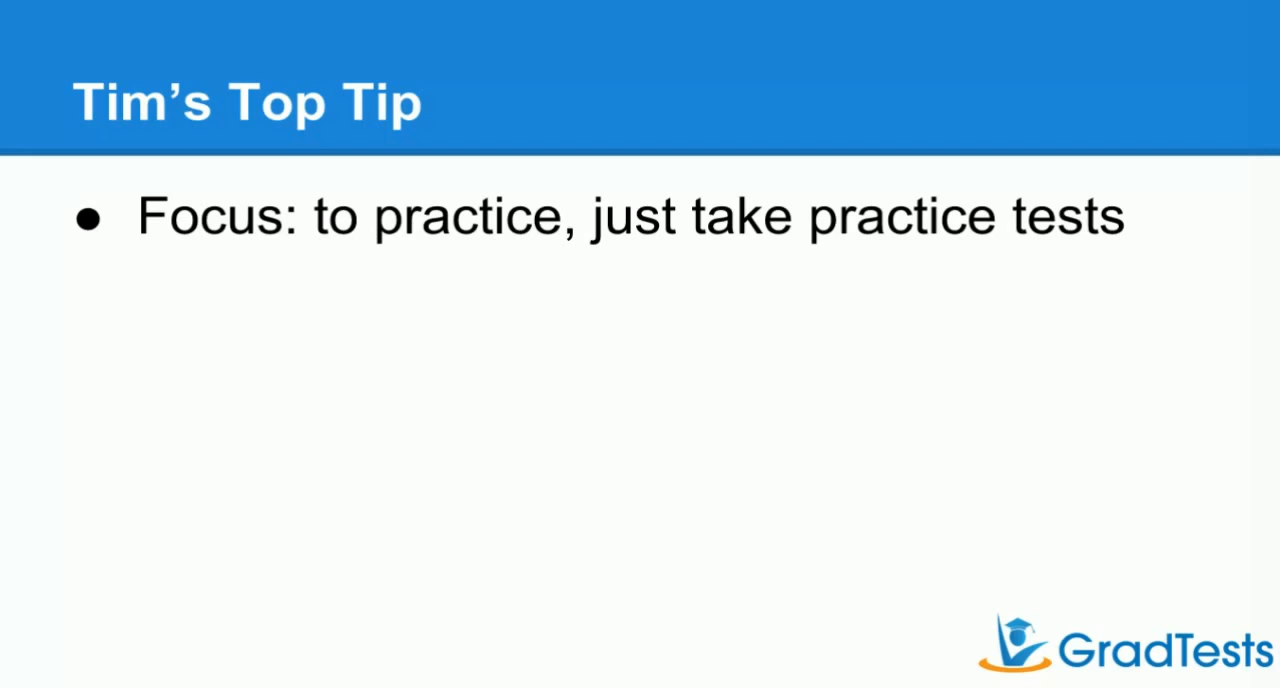 Tim’s Top Tip
● Focus: to practice, just take practice tests
GradTests